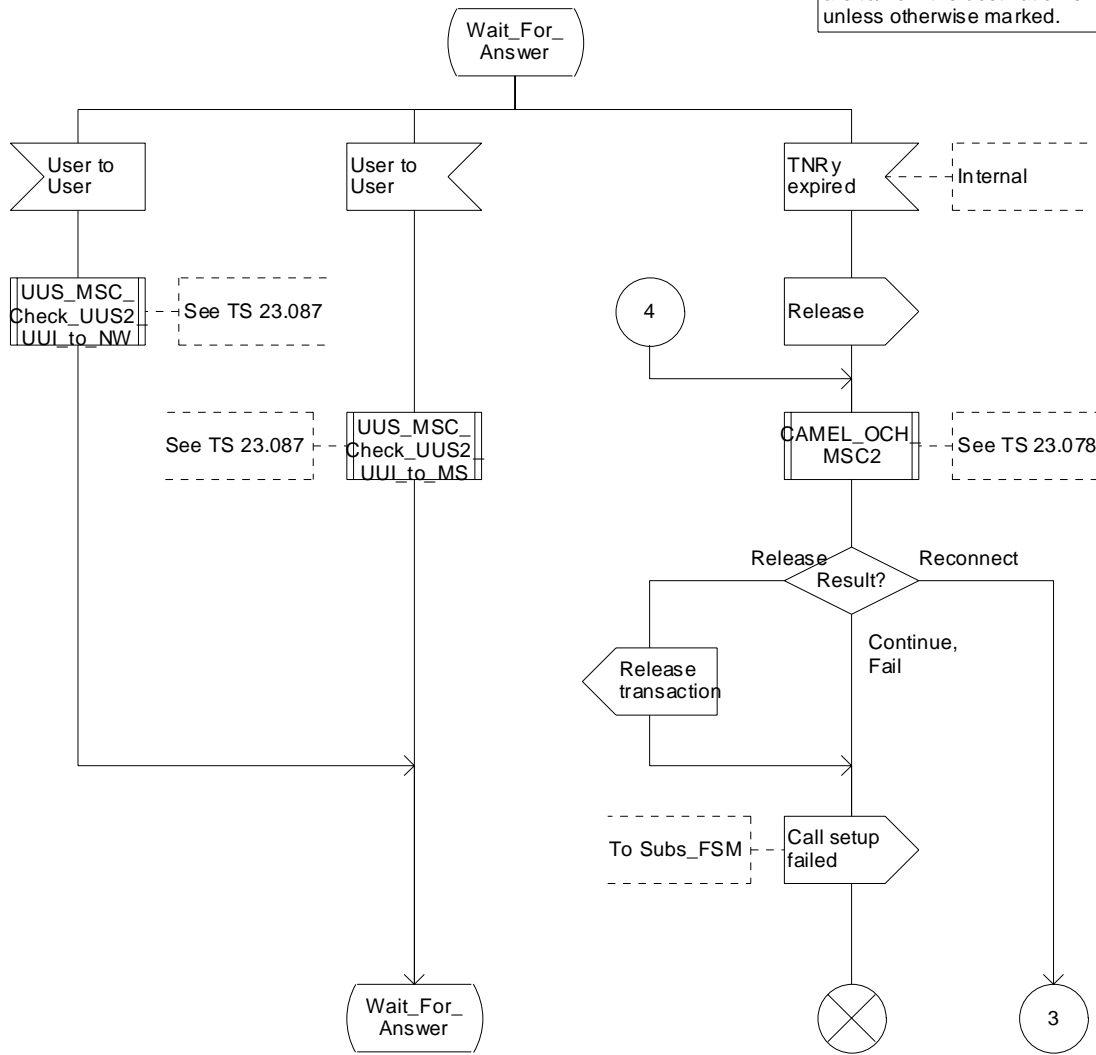 unless otherwise marked.
Wait_For_
Answer
User to
User
User to
User
TNRy
expired
Internal
UUS_MSC_
Check_UUS2_
UUI_to_NW
See TS 23.087
4
Release
See TS 23.087
UUS_MSC_
Check_UUS2_
UUI_to_MS
CAMEL_OCH_
MSC2
See TS 23.078
Release
Result?
Reconnect
Continue,
Fail
Release
transaction
To Subs_FSM
Call setup
failed
Wait_For_
Answer
3